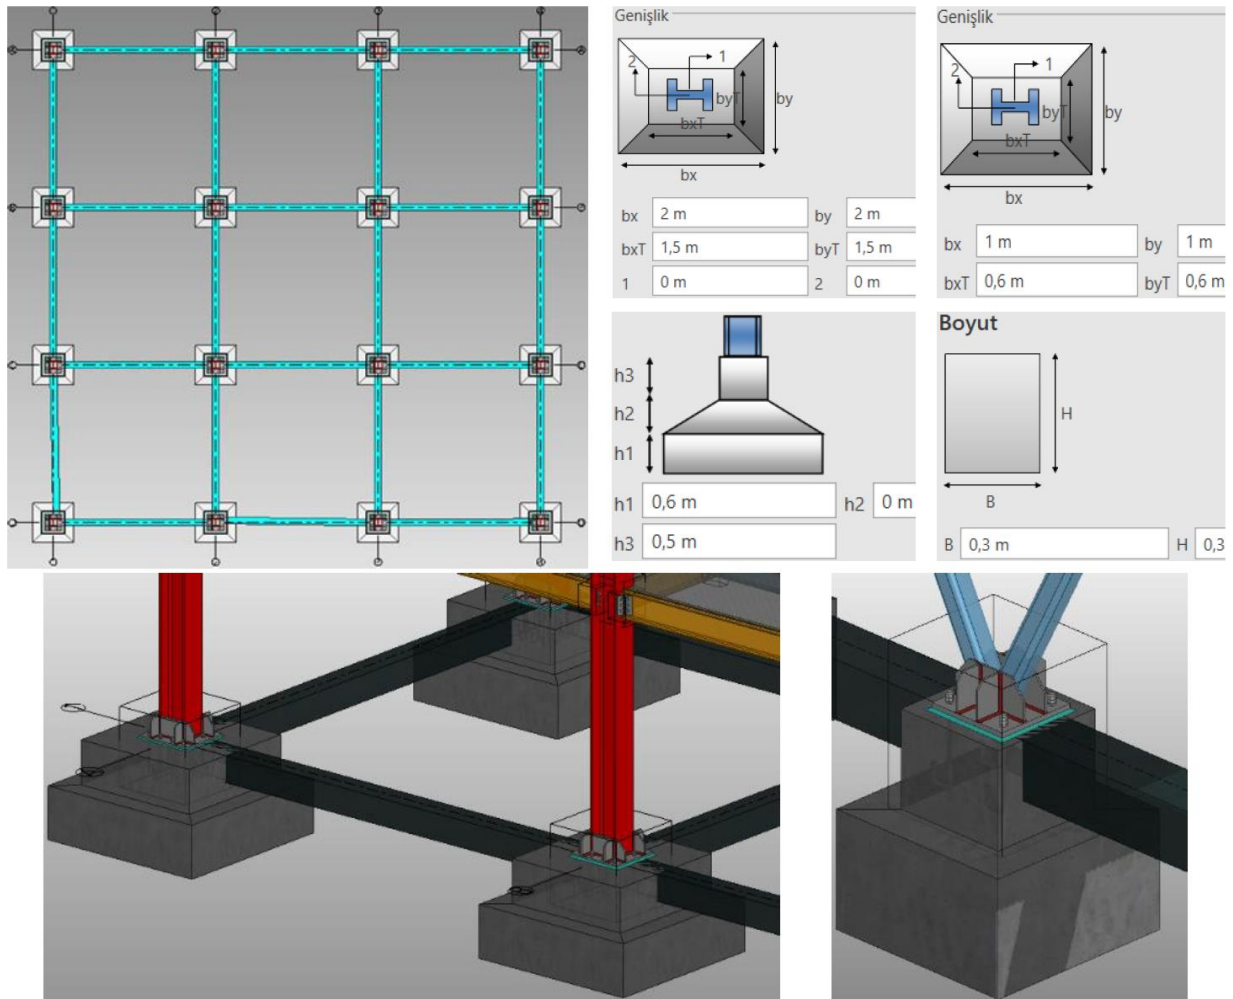 Genişlik
2
1
byT
by
bxT
bx
bx 2 m by 2 m
bxT 1,5 m byT 1,5 m
1 0 m 2 0 m
Genişlik
2
1
byT
by
bxT
bx
bx 1 m by 1 m
bxT 0,6 m byT 0,6 m
h3
h2
h1
h1 0,6 m h2 0 m
h3 0,5 m
Boyut
H
B
B 0,3 m H 0,3